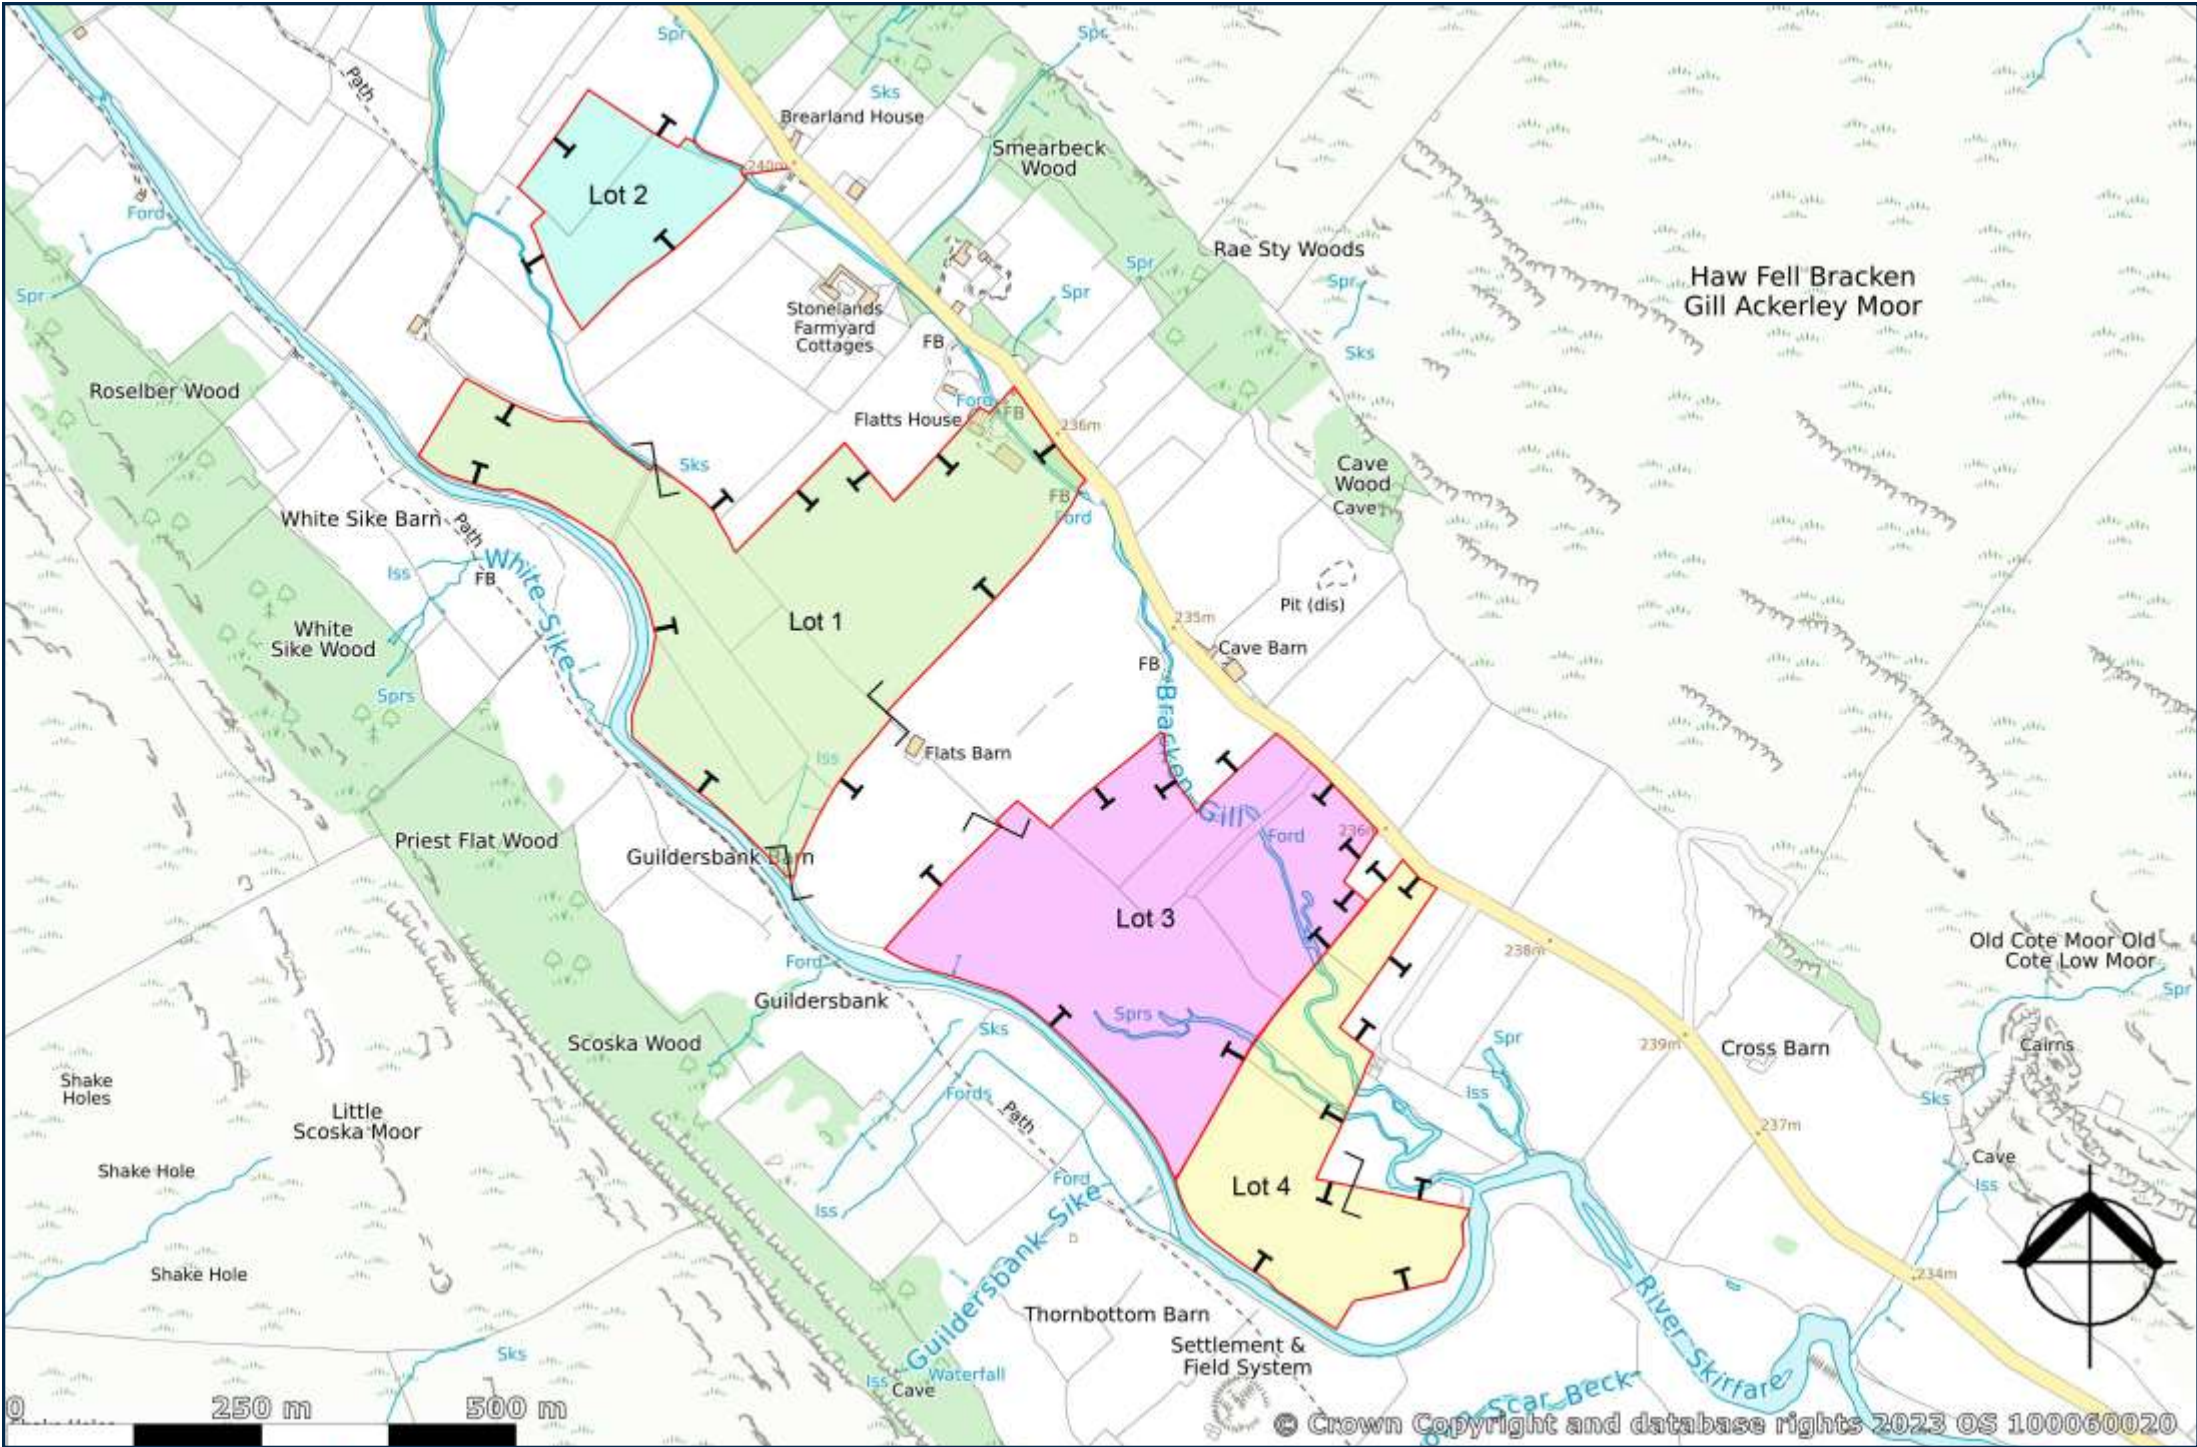 Spr
Spr
Path
Sks
Brearland House
Smearbeck
Wood
240m
Lot 2
Ford
Rae Sty Woods
Spr
Spr
Spr
Spr
Haw Fell Bracken
Gill Ackerley Moor
Stonelands
Farmyard
Cottages
FB
Sks
Roselber Wood
Ford
FB
Flatts House
236m
Sks
Cave
Wood
Cave
FB
Ford
White Sike Barn
Path
White Sike
Iss
FB
Pit (dis)
Lot 1
235m
White
Sike Wood
Cave Barn
FB
Sprs
Bracken Gill
Flats Barn
Iss
Ford
236m
Priest Flat Wood
Guildersbank Barn
Lot 3
238m
Old Cote Moor Old
Cote Low Moor
Ford
Guildersbank
Spr
Sprs
Sks
Scoska Wood
Spr
239m
Cross Barn
Cairns
Shake
Holes
Little
Scoska Moor
Fords
Path
Iss
Sks
237m
Shake Hole
Cave
Iss
Ford
Lot 4
Iss
Guildersbank Sike
Shake Hole
234m
River Skirfare
Thornbottom Barn
Settlement &
Field System
Sks
Iss
Waterfall
Cave
Scar Beck
0
250 m
500 m
© Crown Copyright and database rights 2023 OS 100060020